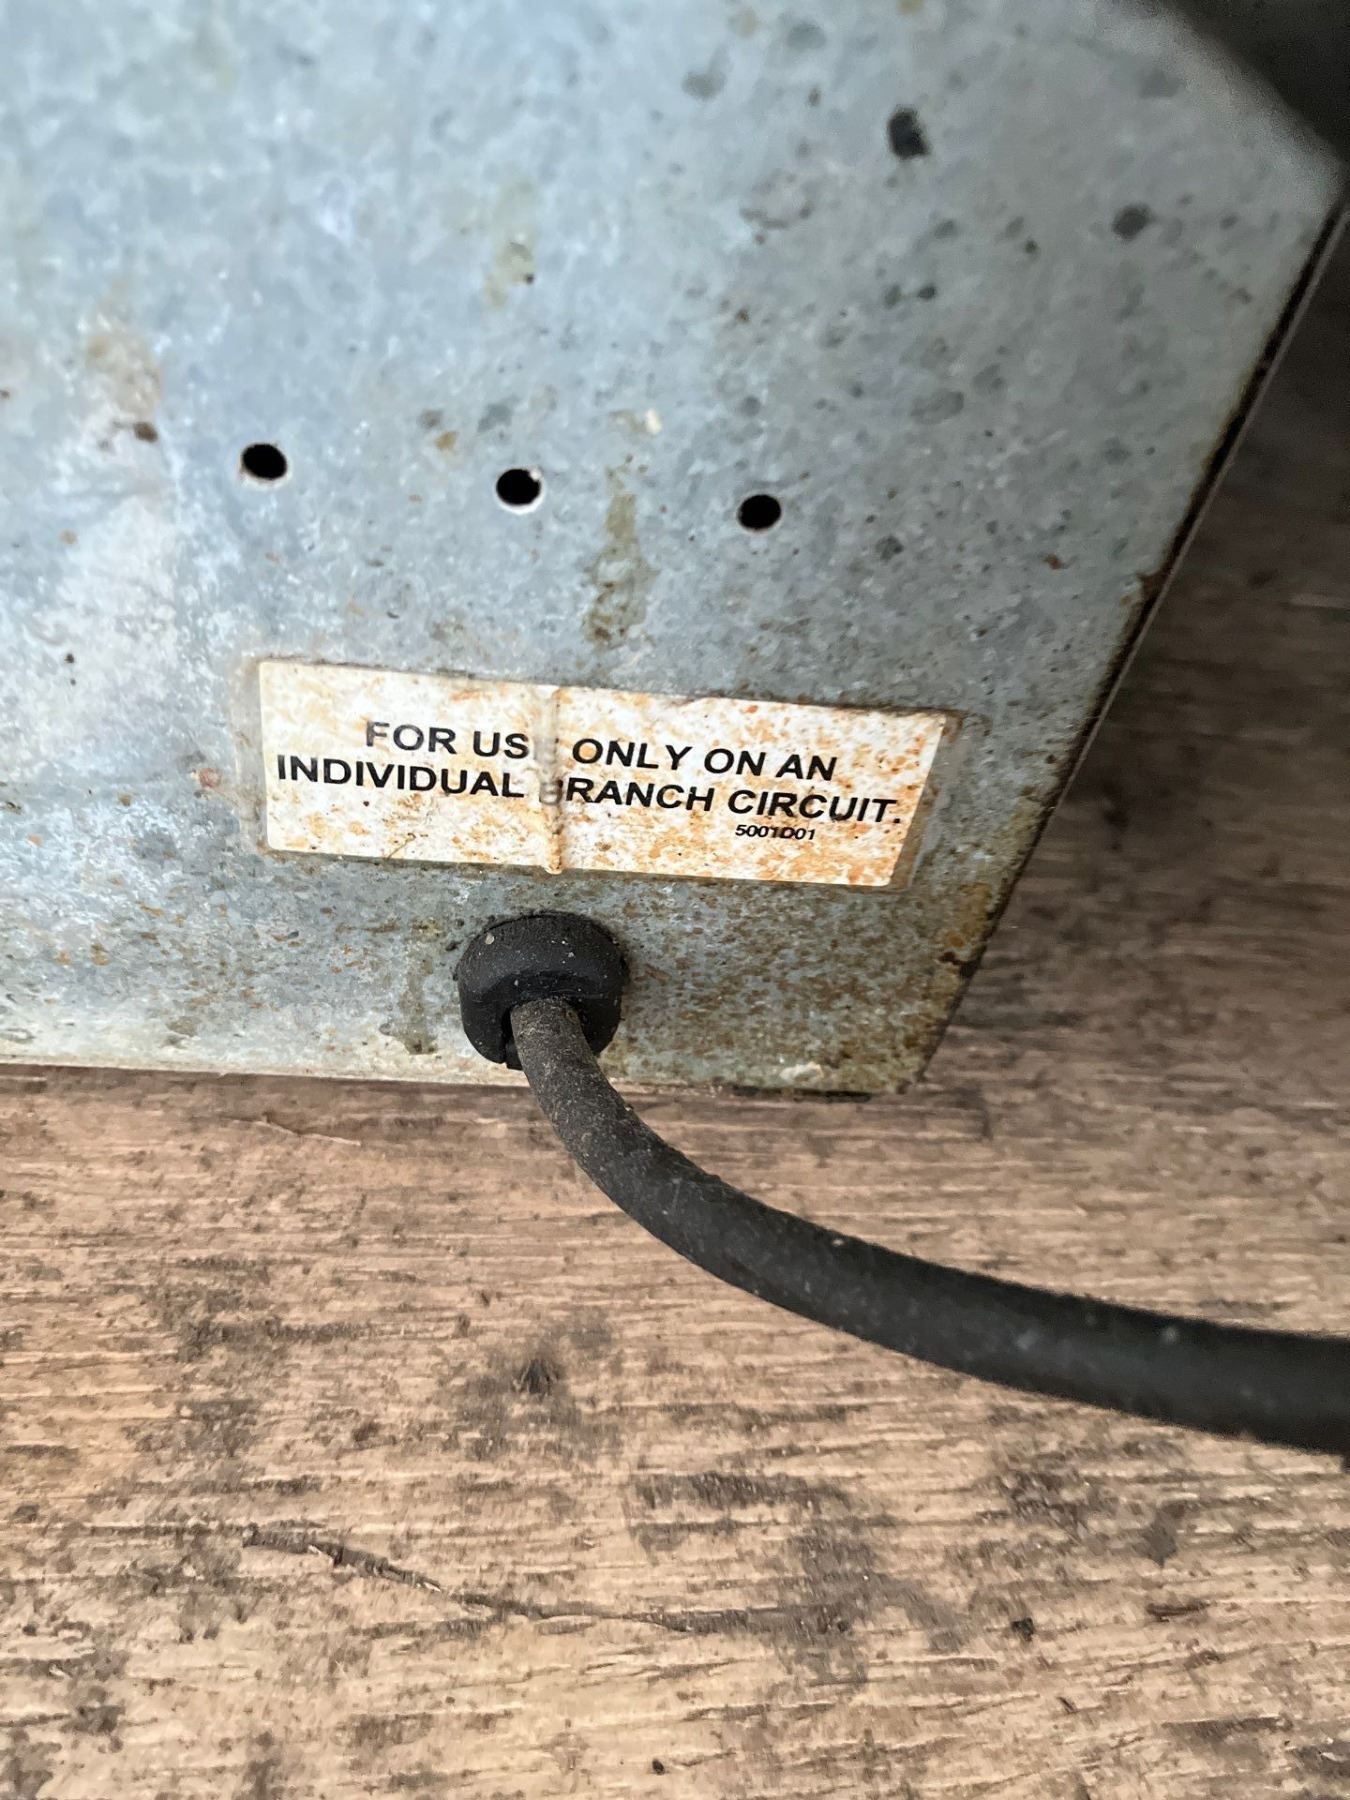 FOR USE ONLY ON AN
INDIVIDUAL BRANCH CIRCUIT.
5001D01